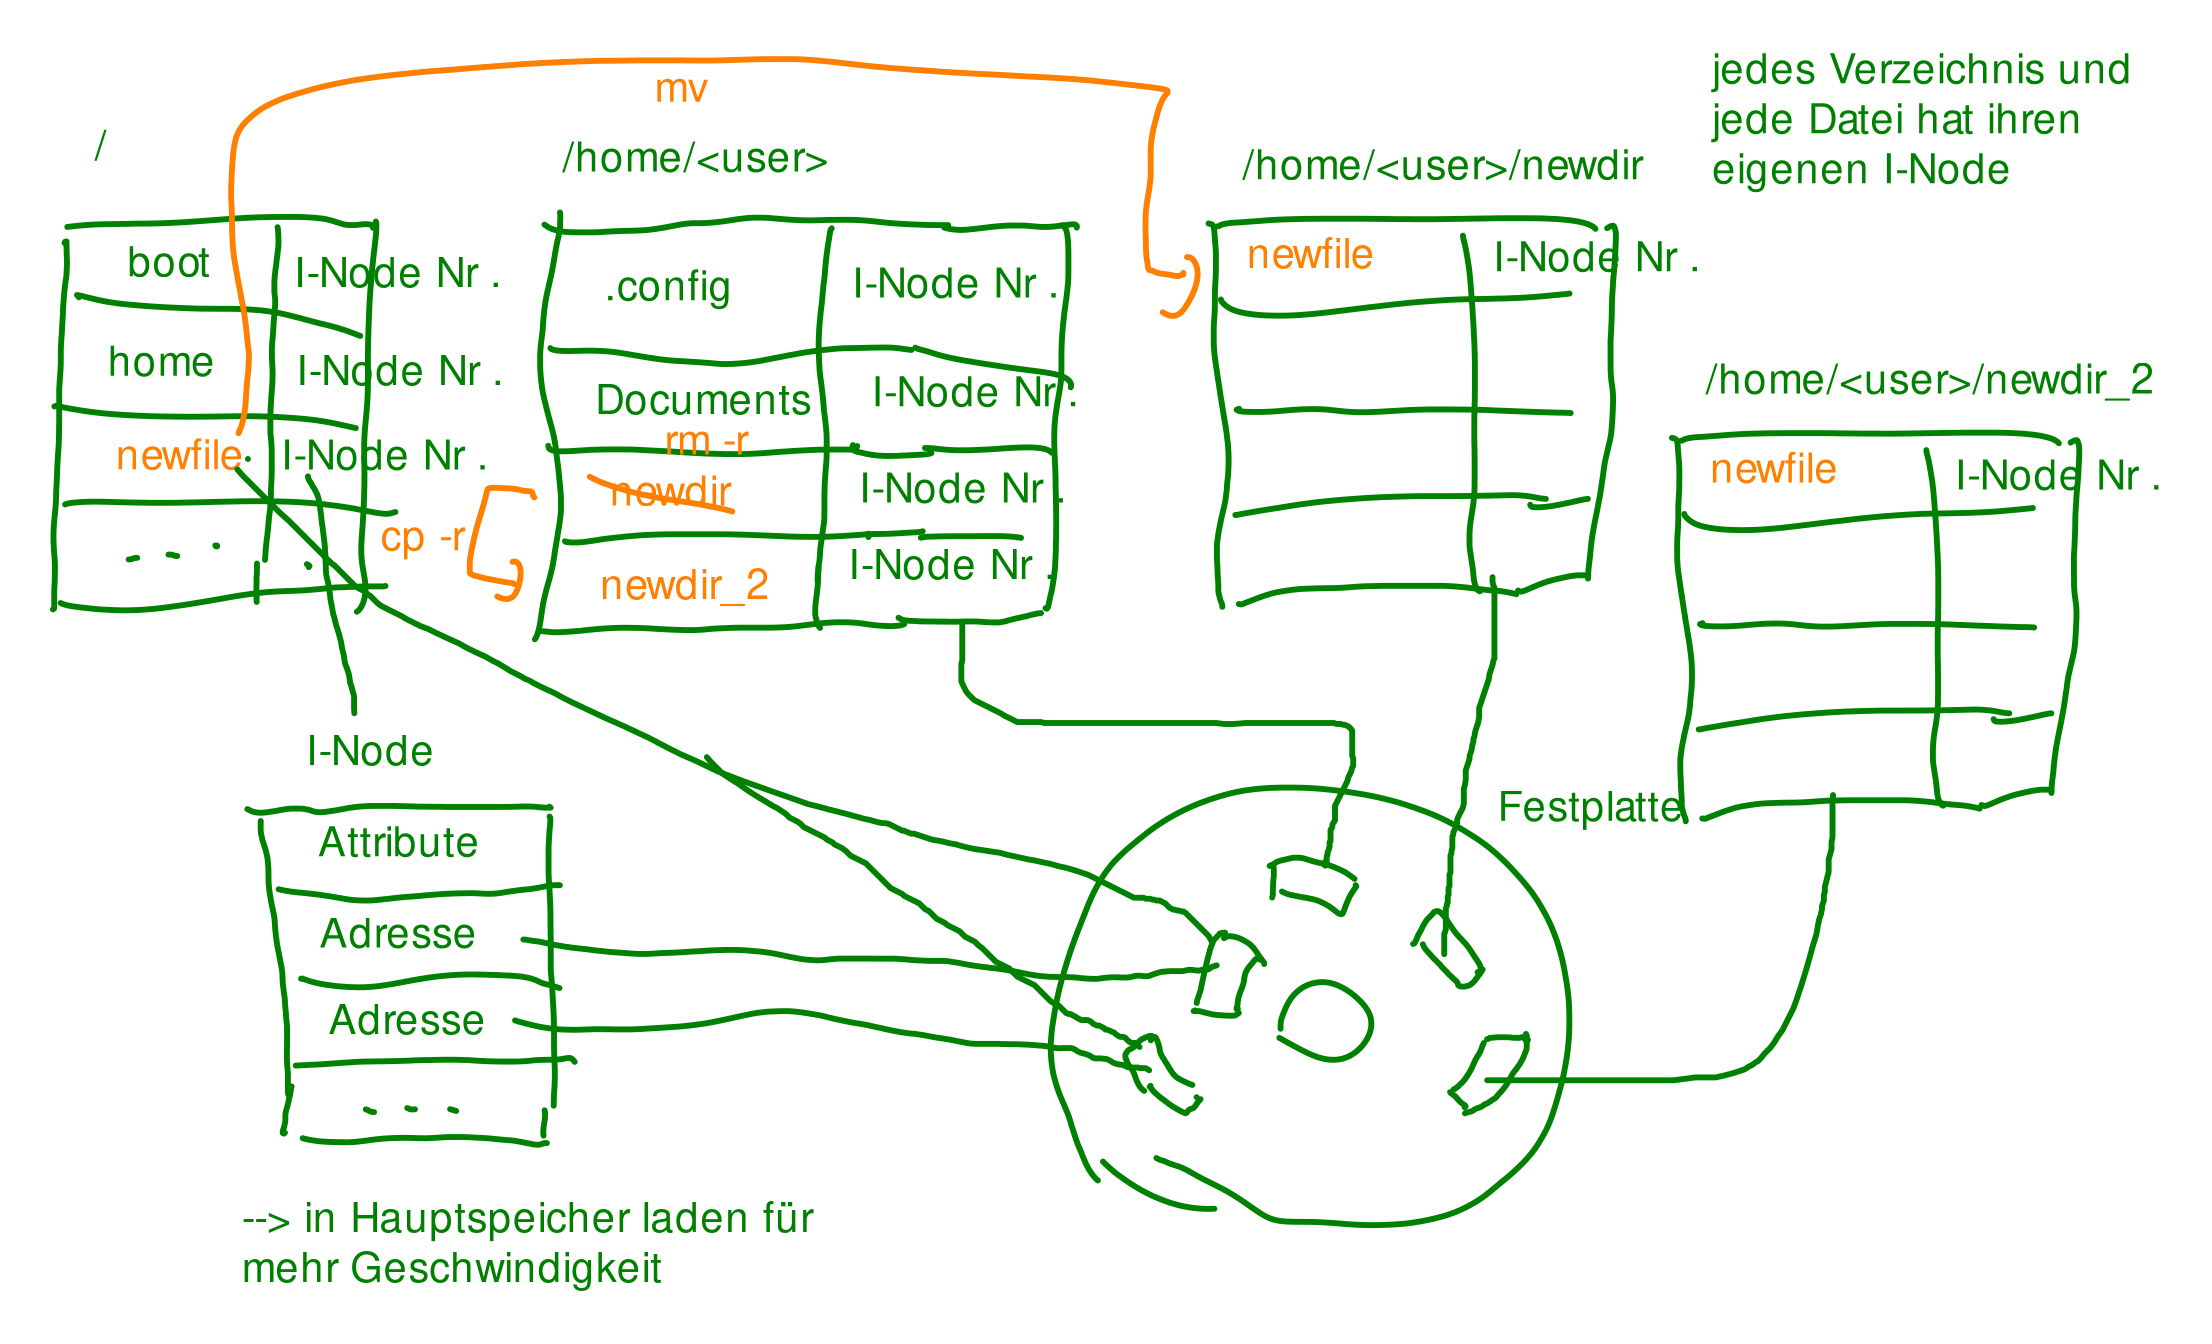 mv
jedes Verzeichnis und
jede Datei hat ihren
eigenen I-Node
/
boot I-Node Nr .
home I-Node Nr .
newfile. I-Node Nr .
. . . .
/home/<user>
.config I-Node Nr .
Documents I-Node Nr .
rm -r
newdir I-Node Nr .
cp -r
newdir_2 I-Node Nr .
/home/<user>/newdir
newfile I-Node Nr .
/home/<user>/newdir_2
newfile I-Node Nr .
I-Node
Attribute
Adresse
Adresse
- - -
Festplatte
--> in Hauptspeicher laden für
mehr Geschwindigkeit